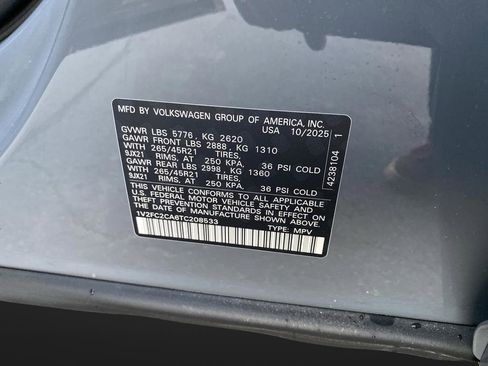 MFD BY VOLKSWAGEN GROUP OF AMERICA, INC.
USA 10/2025
GVWR LBS 5776, KG 2620
GAWR FRONT LBS 2888, KG 1310
WITH 265/45R21 TIRES,
9JX21 RIMS, AT 250 KPA, 36 PSI COLD
GAWR REAR LBS 2998, KG 1360
WITH 265/45R21 TIRES,
9JX21 RIMS, AT 250 KPA, 36 PSI COLD
THIS VEHICLE CONFORMS TO ALL APPLICABLE
U.S. FEDERAL MOTOR VEHICLE SAFETY AND
THEFT PREVENTION STANDARDS IN EFFECT ON
THE DATE OF MANUFACTURE SHOWN ABOVE.
1V2FC2CA6TC208533
TYPE: MPV
4238104 1